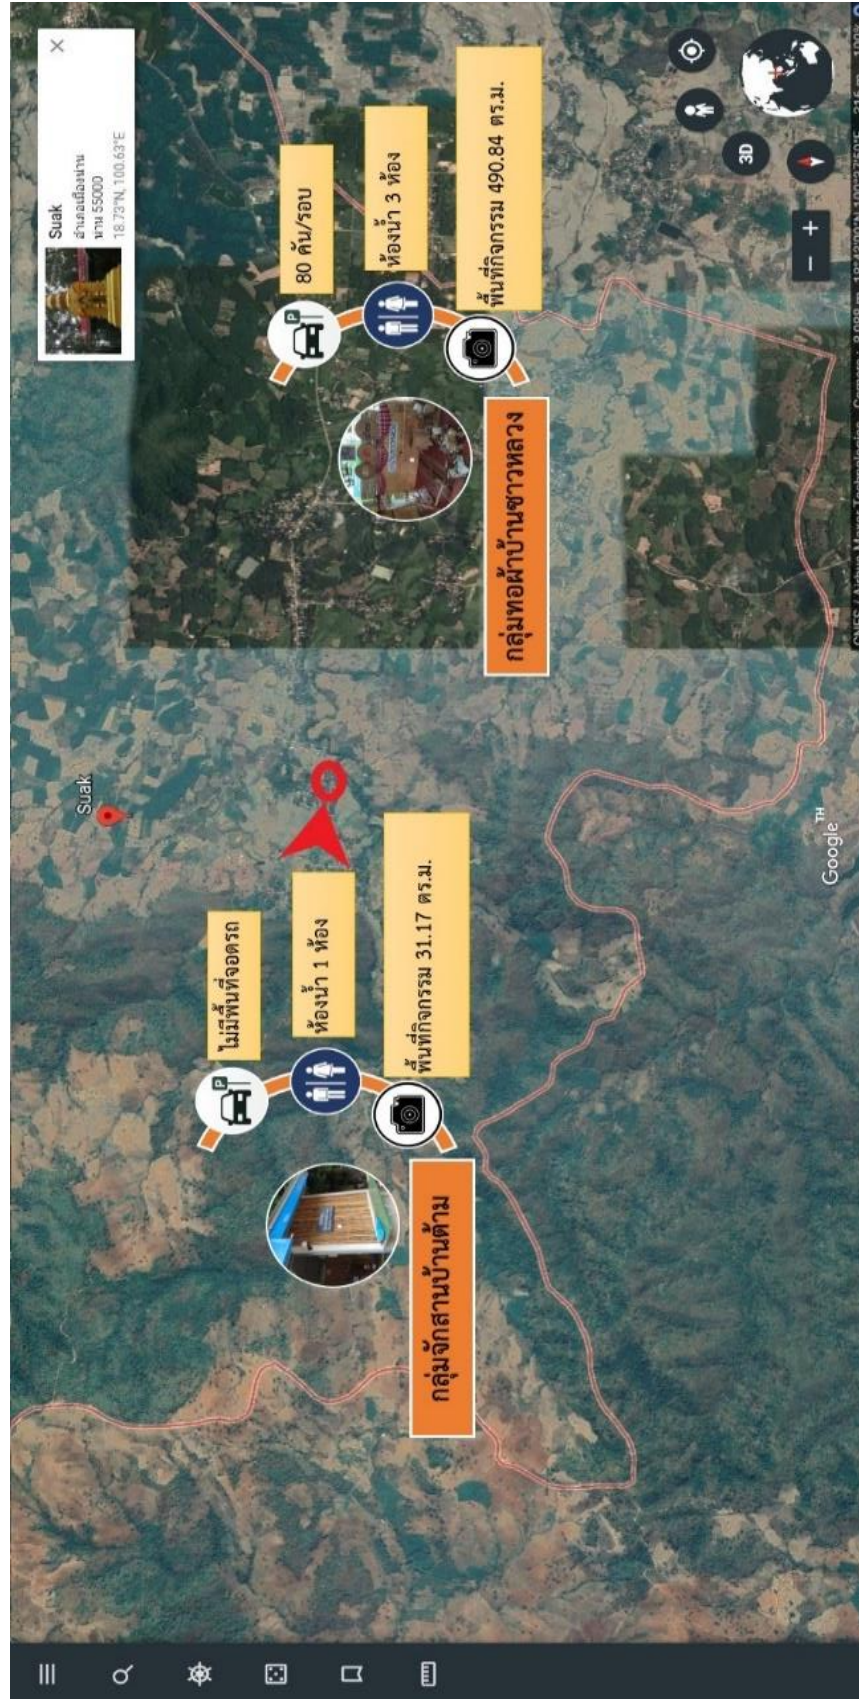 Suak
อำเภอเมืองน่าน
น่าน 55000
18.73°N, 100.63°E
Suak
ไม่มีพื้นที่จอดรถ
ห้องน้ำ 1 ห้อง
พื้นที่กิจกรรม 31.17 ตร.ม.
กลุ่มจักสานบ้านต้าม
80 คัน/รอบ
ห้องน้ำ 3 ห้อง
พื้นที่กิจกรรม 490.84 ตร.ม.
กลุ่มทอผ้าบ้านซาวหลวง
3D
Google
TH